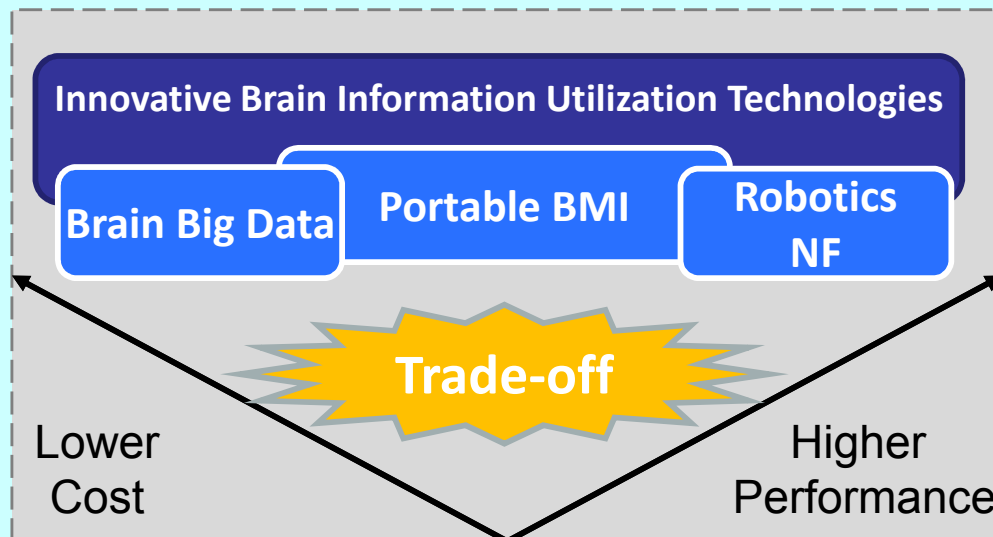 Innovative Brain Information Utilization Technologies
Brain Big Data
Portable BMI
Robotics
NF
Trade-off
Lower
Cost
Higher
Performance